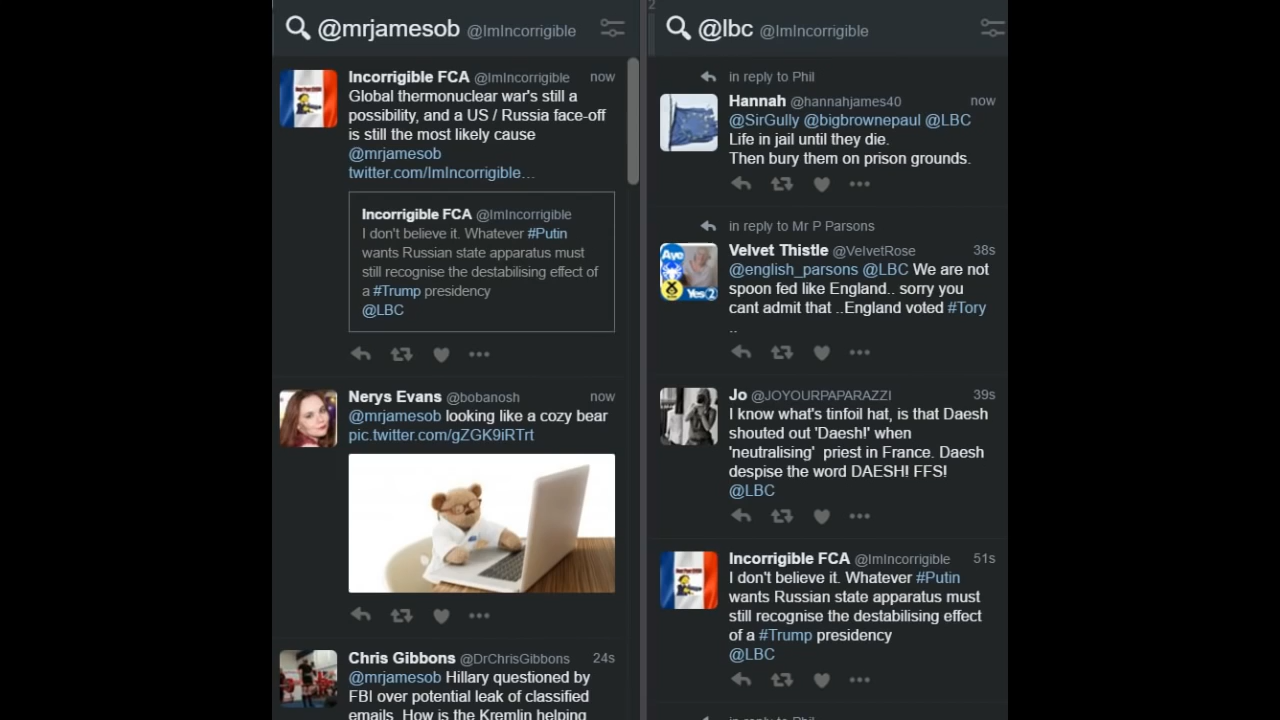 @mrjamesob @ImIncorrigible
Incorrigible FCA @ImIncorrigible now
Global thermonuclear war's still a
possibility, and a US / Russia face-off
is still the most likely cause
@mrjamesob
twitter.com/ImIncorrigible…
Incorrigible FCA @ImIncorrigible
I don't believe it. Whatever #Putin
wants Russian state apparatus must
still recognise the destabilising effect of
a #Trump presidency
@LBC
Nerys Evans @bobanosh now
@mrjamesob looking like a cozy bear
pic.twitter.com/gZGK9iRTrt
Chris Gibbons @DrChrisGibbons 24s
@mrjamesob Hillary questioned by
FBI over potential leak of classified
emails. How is the Kremlin helping
2
@lbc @ImIncorrigible
in reply to Phil
Hannah @hannahjames40 now
@SirGully @bigbrownepaul @LBC
Life in jail until they die.
Then bury them on prison grounds.
in reply to Mr P Parsons
Velvet Thistle @VelvetRose 38s
Aye
Yes2
@english_parsons @LBC We are not
spoon fed like England.. sorry you
cant admit that ..England voted #Tory
..
Jo @JOYOURPAPARAZZI 39s
I know what's tinfoil hat, is that Daesh
shouted out 'Daesh!' when
'neutralising'  priest in France. Daesh
despise the word DAESH! FFS!
@LBC
Incorrigible FCA @ImIncorrigible 51s
I don't believe it. Whatever #Putin
wants Russian state apparatus must
still recognise the destabilising effect
of a #Trump presidency
@LBC
in reply to Phil